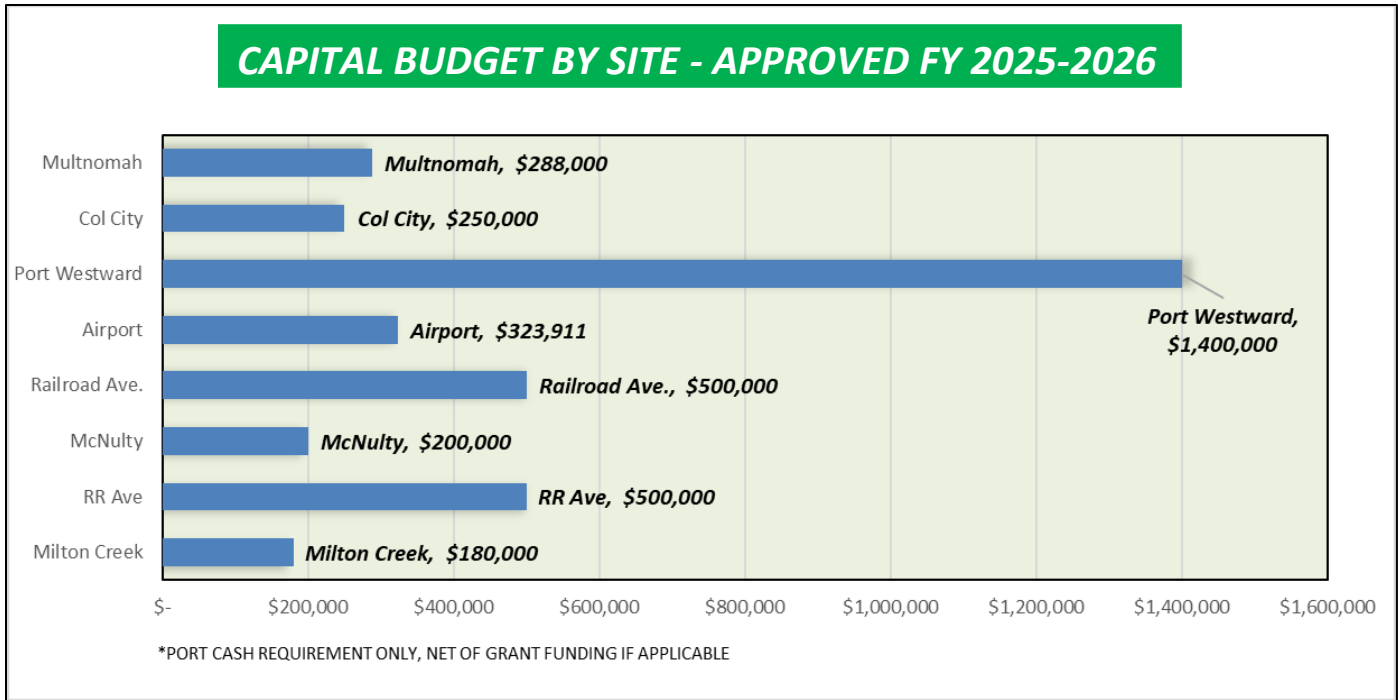 CAPITAL BUDGET BY SITE - APPROVED FY 2025-2026
Multnomah
Multnomah, $288,000
Col City
Col City, $250,000
Port Westward
Port Westward,
$1,400,000
Airport
Airport, $323,911
Railroad Ave.
Railroad Ave., $500,000
McNulty
McNulty, $200,000
RR Ave
RR Ave, $500,000
Milton Creek
Milton Creek, $180,000
$- $200,000 $400,000 $600,000 $800,000 $1,000,000 $1,200,000 $1,400,000 $1,600,000
*PORT CASH REQUIREMENT ONLY, NET OF GRANT FUNDING IF APPLICABLE